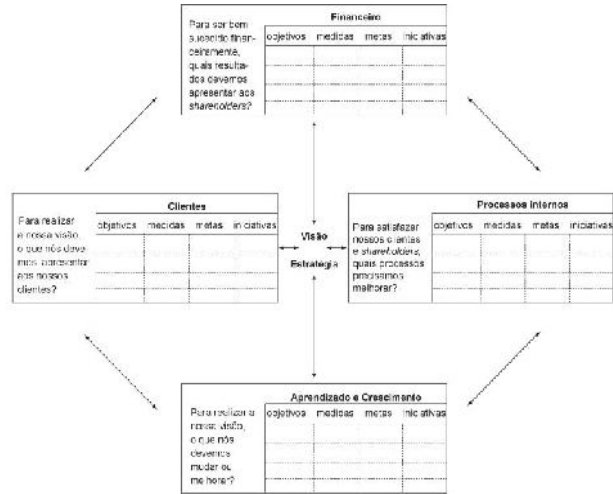 Financeiro
Para ser bem
sucedido finan-
ceiramente,
quais resulta-
dos devemos
apresentar aos
shareholders?
objetivos medidas metas iniciativas
Clientes
Para realizar
a nossa visão
o que nós deve-
mos apresentar
aos nossos
clientes?
objetivos medidas metas iniciativas
Visão
Estratégia
Processos Internos
Para satisfazer
nossos clientes
e shareholders,
quais processos
precisamos
melhorar?
objetivos medidas metas iniciativas
Aprendizado e Crescimento
Para realizar a
nossa visão,
o que nós
devemos
mudar ou
melhorar?
objetivos medidas metas iniciativas